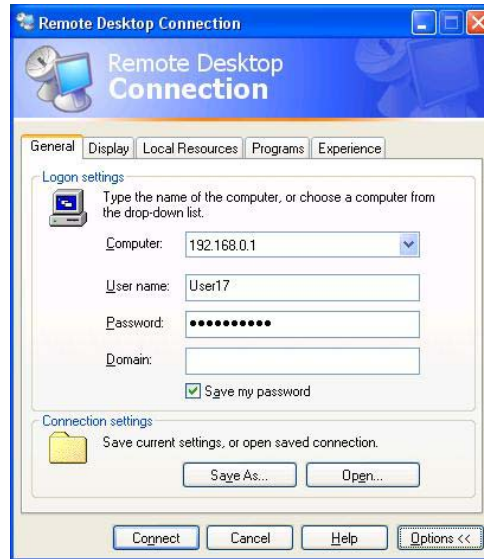 Remote Desktop Connection
Remote Desktop
Connection
General Display Local Resources Programs Experience
Logon settings
Type the name of the computer, or choose a computer from
the drop-down list.
Computer: 192.168.0.1
User name: User17
Password: ●●●●●●●●●●
Domain:
Save my password
Connection settings
Save current settings, or open saved connection.
Save As... Open...
Connect Cancel Help Options <<